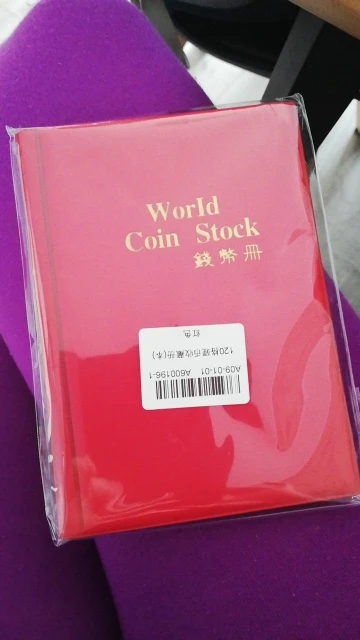 World
Coin Stock
錢幣冊
A09-01-01 A600196-1
120格硬币收藏册(本)
红色